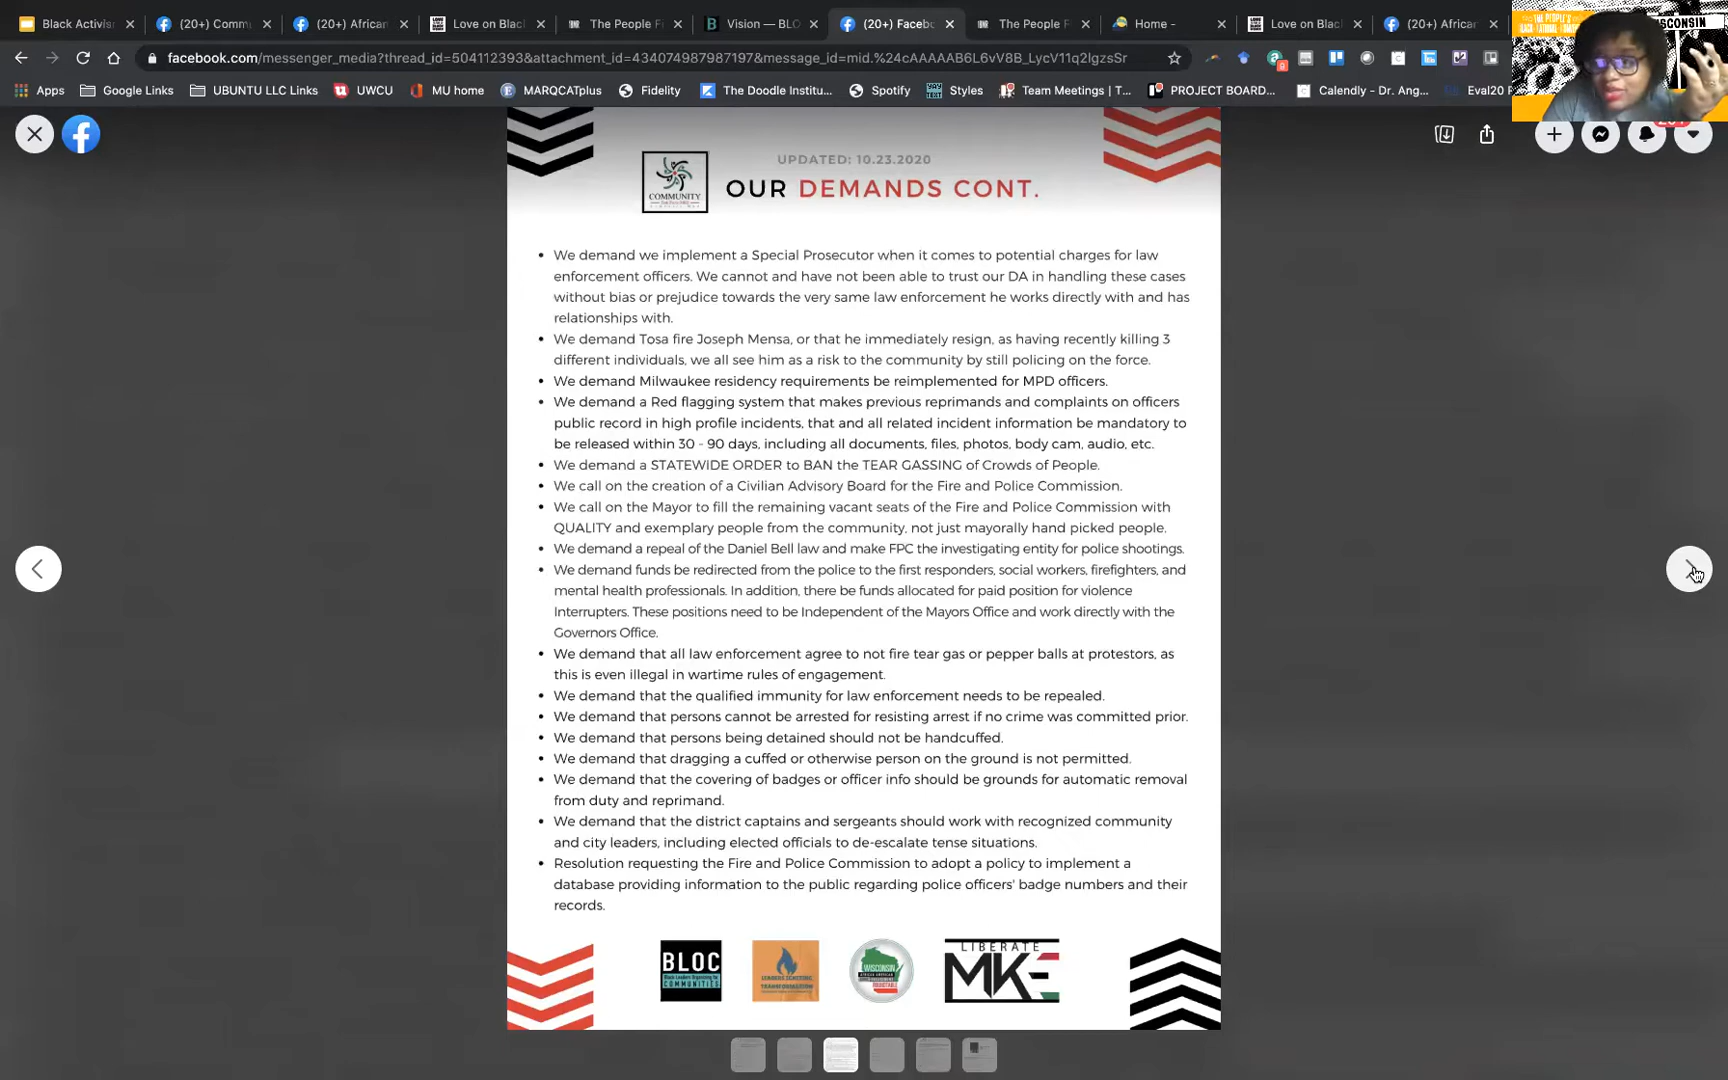 Black Activis
(20+) Commu
(20+) African
Love on Blac
The People F
Vision — BLO
(20+) Facebo
The People F
Home -
Love on Blac
(20+) African
THE PEOPLE'S
WISCONSIN
facebook.com/messenger_media?thread_id=504112393&attachment_id=434074987987197&message_id=mid.%24cAAAAAB6L6vV8B_LycV11q2lgzsSr
Apps
Google Links
UBUNTU LLC Links
UWCU
MU home
MARQCATplus
Fidelity
The Doodle Institu...
Spotify
Styles
Team Meetings | T...
PROJECT BOARD...
Calendly - Dr. Ang...
Eval20 P
UPDATED: 10.23.2020
COMMUNITY
OUR DEMANDS CONT.
• We demand we implement a Special Prosecutor when it comes to potential charges for law
enforcement officers. We cannot and have not been able to trust our DA in handling these cases
without bias or prejudice towards the very same law enforcement he works directly with and has
relationships with.
• We demand Tosa fire Joseph Mensa, or that he immediately resign, as having recently killing 3
different individuals, we all see him as a risk to the community by still policing on the force.
• We demand Milwaukee residency requirements be reimplemented for MPD officers.
• We demand a Red flagging system that makes previous reprimands and complaints on officers
public record in high profile incidents, that and all related incident information be mandatory to
be released within 30 - 90 days, including all documents, files, photos, body cam, audio, etc.
• We demand a STATEWIDE ORDER to BAN the TEAR GASSING of Crowds of People.
• We call on the creation of a Civilian Advisory Board for the Fire and Police Commission.
• We call on the Mayor to fill the remaining vacant seats of the Fire and Police Commission with
QUALITY and exemplary people from the community, not just mayorally hand picked people.
• We demand a repeal of the Daniel Bell law and make FPC the investigating entity for police shootings.
• We demand funds be redirected from the police to the first responders, social workers, firefighters, and
mental health professionals. In addition, there be funds allocated for paid position for violence
Interrupters. These positions need to be Independent of the Mayors Office and work directly with the
Governors Office.
• We demand that all law enforcement agree to not fire tear gas or pepper balls at protestors, as
this is even illegal in wartime rules of engagement.
• We demand that the qualified immunity for law enforcement needs to be repealed.
• We demand that persons cannot be arrested for resisting arrest if no crime was committed prior.
• We demand that persons being detained should not be handcuffed.
• We demand that dragging a cuffed or otherwise person on the ground is not permitted.
• We demand that the covering of badges or officer info should be grounds for automatic removal
from duty and reprimand.
• We demand that the district captains and sergeants should work with recognized community
and city leaders, including elected officials to de-escalate tense situations.
• Resolution requesting the Fire and Police Commission to adopt a policy to implement a
database providing information to the public regarding police officers' badge numbers and their
records.
BLOC
Black Leaders Organizing for
COMMUNITIES
LEADERS IGNITING
TRANSFORMATION
WISCONSIN
AFRICAN AMERICAN
ROUNDTABLE
LIBERATE
MKE